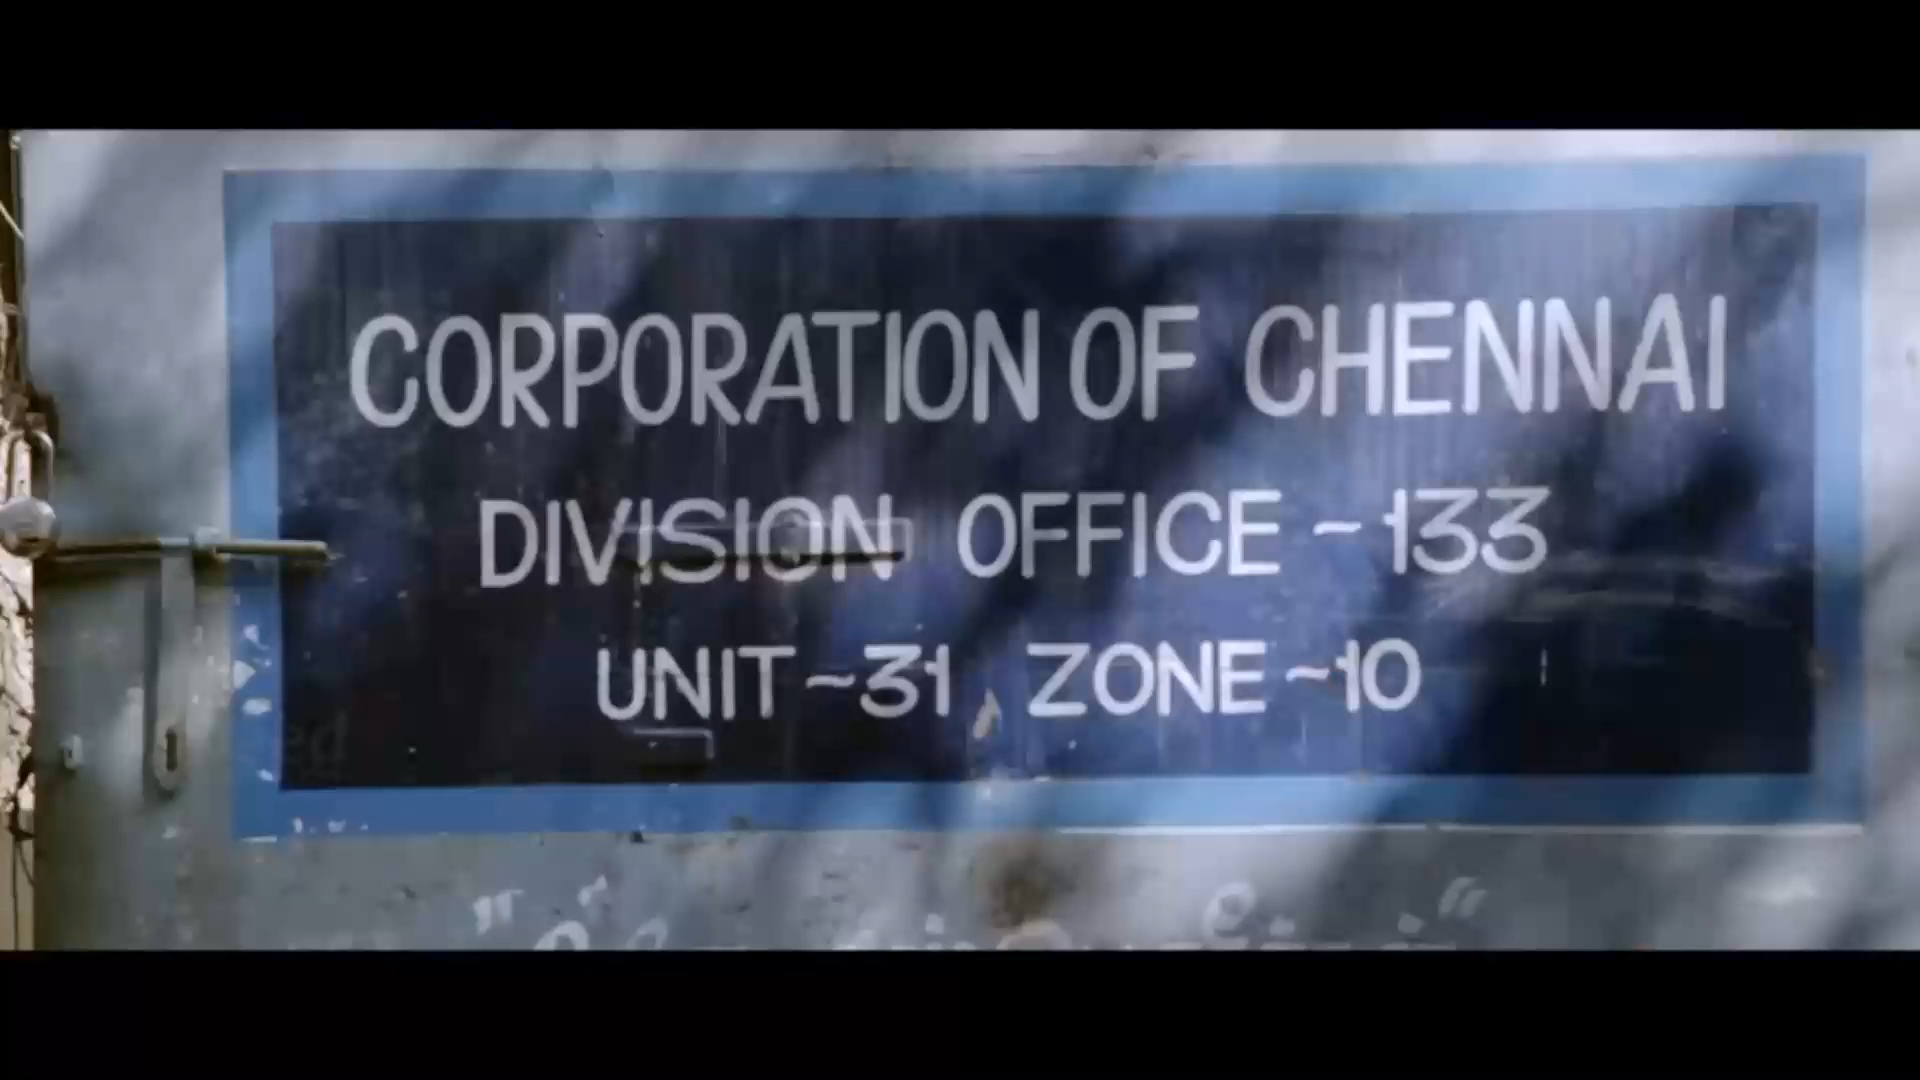 CORPORATION OF CHENNAI
DIVISION OFFICE ~ 133
UNIT ~31 ZONE ~10